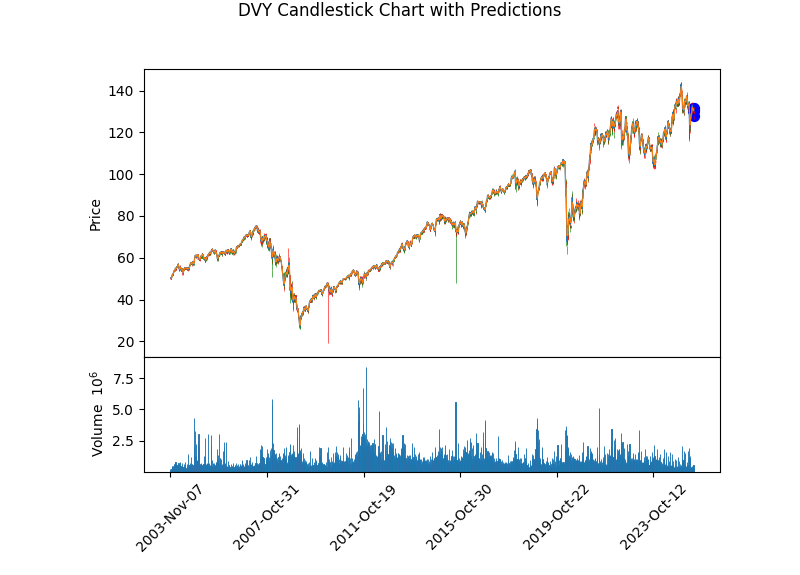 DVY Candlestick Chart with Predictions
140
120
100
80
60
40
20
Price
7.5
5.0
2.5
Volume 10^6
2003-Nov-07
2007-Oct-31
2011-Oct-19
2015-Oct-30
2019-Oct-22
2023-Oct-12